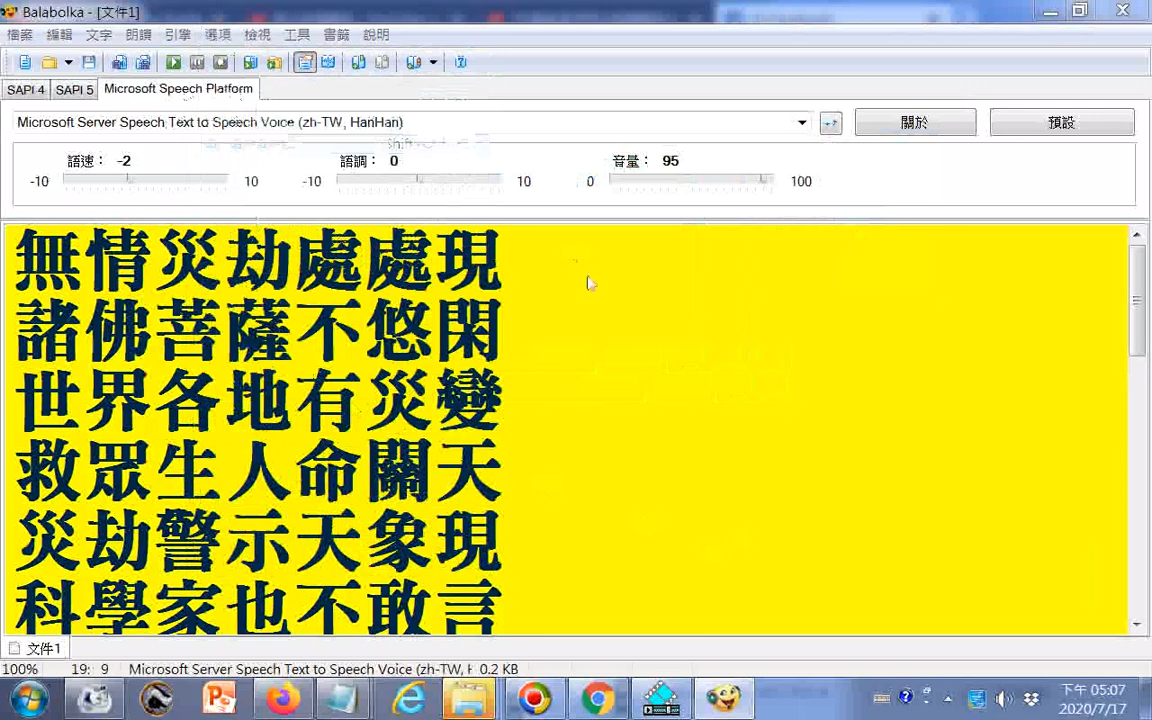 Balabolka - [文件1]
檔案 編輯 文字 朗讀 引擎 選項 檢視 工具 書籤 說明
SAPI 4 SAPI 5 Microsoft Speech Platform
Microsoft Server Speech Text to Speech Voice (zh-TW, HanHan) 關於 預設
語速： -2 語調： 0 音量： 95
-10 10 -10 10 0 100
無情災劫處處現
諸佛菩薩不悠閑
世界各地有災變
救眾生人命關天
災劫警示天象現
科學家也不敢言
文件1
100% 19: 9 Microsoft Server Speech Text to Speech Voice (zh-TW, 0.2 KB
下午 05:07
2020/7/17